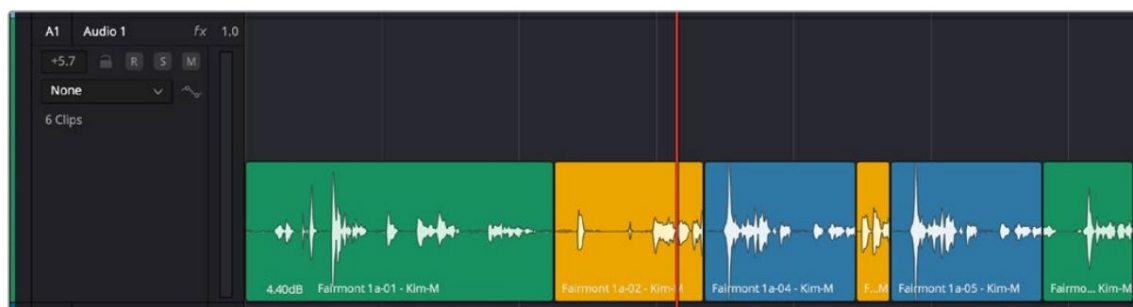 A1 Audio 1 fx 1.0
+5.7 R S M
None
6 Clips
4.40dB Fairmont 1a-01 - Kim-M
Fairmont 1a-02 - Kim-M
Fairmont 1a-04 - Kim-M
F...M
Fairmont 1a-05 - Kim-M
Fairmo... Kim-M